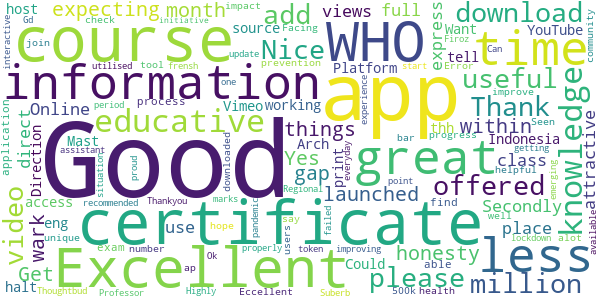 host
expecting
month
add
views
full
express
download
Gd
check
initiative
impact
Facing
source
Want
YouTube
community
interactive
join
course
Nice
WHO
tell
time
Can
Firoz
update
Platform
Error
utilised
tool
frensh
prevention
one
start
improve
information
app
useful
knowledge
attractive
application
period
process
Vimeo
working
experience
Thank
Seen
Online
direct
educative
things
thb
within
Indonesia
Mast
Arch
bar
progress
class
getting
Direction
assistant
Good
Yes
gap
print
everyday
great
offered
helpful
emerging
video
wark
situation
proud
downloaded
Regional
launched
point
available
recommended
Thankyou
marks
pandemic
find
well
access
eng
certificate
less
unique
use
say
hope
failed
honesty
place
lockdown
alot
Get
exam
number
users
Secondly
Could
able
halt
Excellent
properly
token
improving
please
million
ap
Ok
Thoughtbud
Professor
Highly
Eccellent
Suberb
500k
health